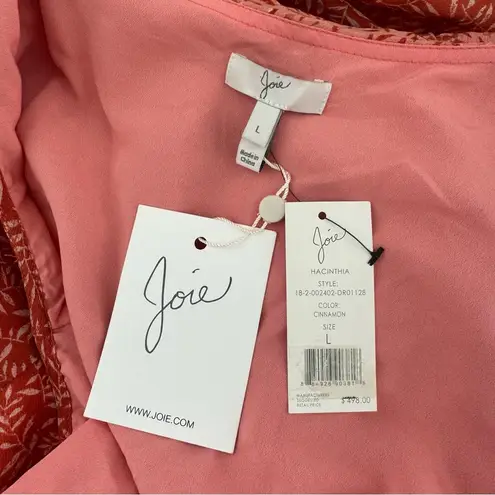 Joie
L
Made in
China
Joie
WWW.JOIE.COM
Joie
HACINTHIA
STYLE:
18-2-002402-DR01128
COLOR:
CINNAMON
SIZE
L
$ 498.00